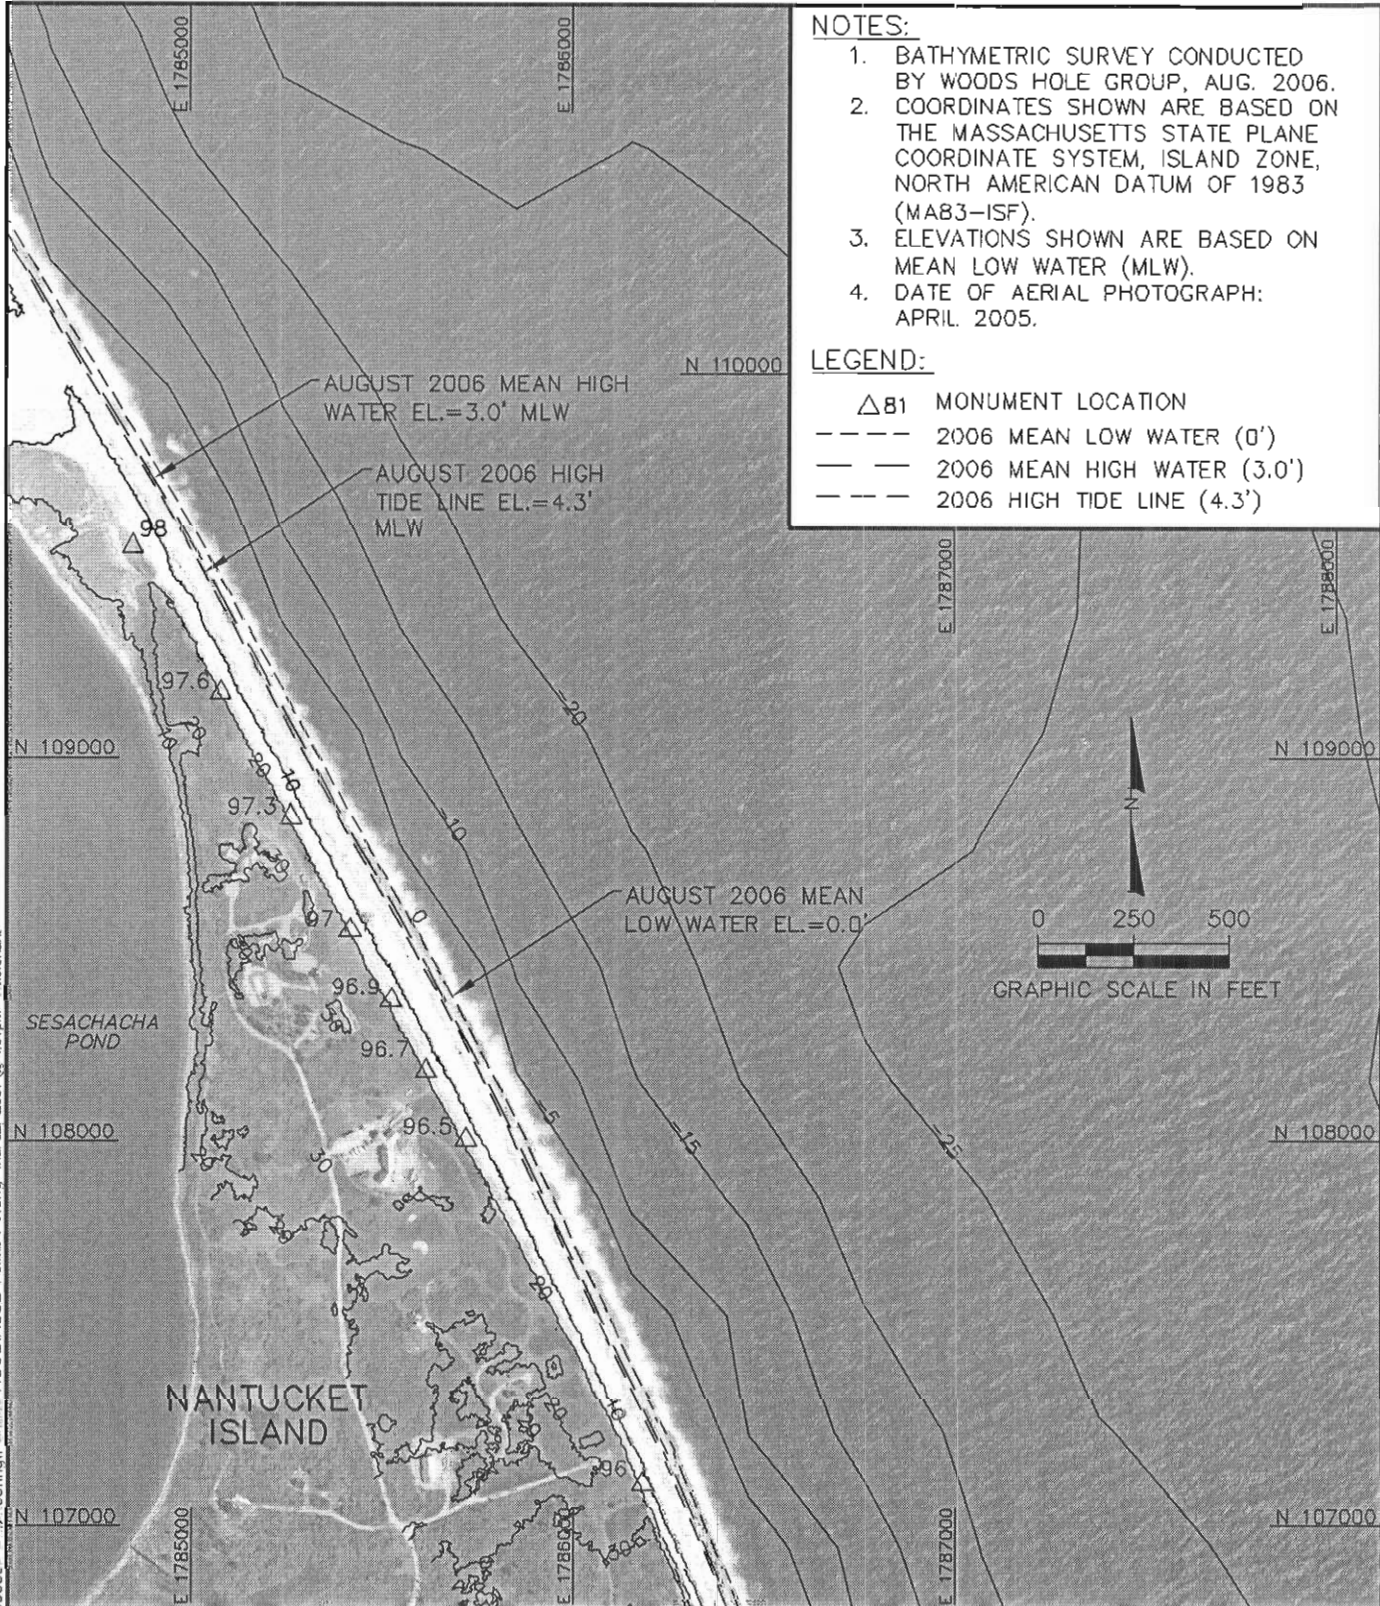 E 1785000
E 1786000
NOTES:
1. BATHYMETRIC SURVEY CONDUCTED
BY WOODS HOLE GROUP, AUG. 2006.
2. COORDINATES SHOWN ARE BASED ON
THE MASSACHUSETTS STATE PLANE
COORDINATE SYSTEM, ISLAND ZONE,
NORTH AMERICAN DATUM OF 1983
(MA83-ISF).
3. ELEVATIONS SHOWN ARE BASED ON
MEAN LOW WATER (MLW).
4. DATE OF AERIAL PHOTOGRAPH:
APRIL 2005.
LEGEND:
81 MONUMENT LOCATION
2006 MEAN LOW WATER (0')
2006 MEAN HIGH WATER (3.0')
2006 HIGH TIDE LINE (4.3')
N 110000
AUGUST 2006 MEAN HIGH
WATER EL.=3.0' MLW
AUGUST 2006 HIGH
TIDE LINE EL.=4.3'
MLW
98
E 1787000
E 1788000
97.6
-20
10
N 109000
N 109000
20
10
97.3
N
-10
30
AUGUST 2006 MEAN
LOW WATER EL.=0.0'
0
97
0 250 500
GRAPHIC SCALE IN FEET
96.9
SESACHACHA
POND
96.7
-5
96.5
-15
-25
N 108000
N 108000
30
20
NANTUCKET
ISLAND
20
10
96
N 107000
N 107000
E 1785000
E 1786000
E 1787000
30